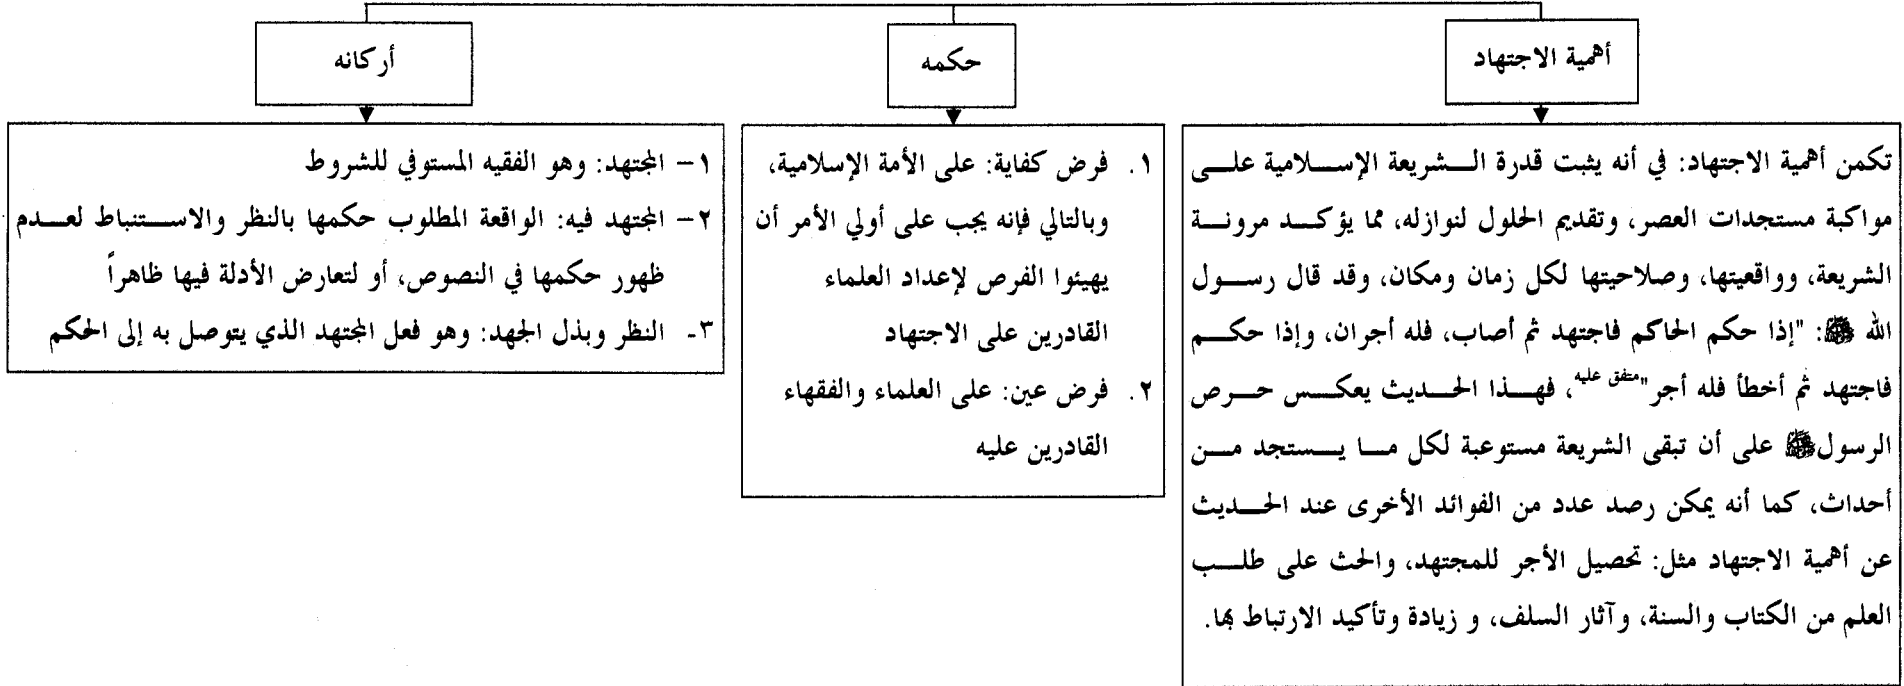 أهمية الاجتهاد
تكمن أهمية الاجتهاد: في أنه يثبت قدرة الشريعة الإسلامية على
مواكبة مستجدات العصر، وتقديم الحلول لنوازله، مما يؤكد مرونة
الشريعة، وواقعيتها، وصلاحيتها لكل زمان ومكان، وقد قال رسول
الله ﷺ: "إذا حكم الحاكم فاجتهد ثم أصاب، فله أجران، وإذا حكم
فاجتهد ثم أخطأ فله أجر" متفق عليه، فهذا الحديث يعكس حرص
الرسول ﷺ على أن تبقى الشريعة مستوعبة لكل ما يستجد من
أحداث، كما أنه يمكن رصد عدد من الفوائد الأخرى عند الحديث
عن أهمية الاجتهاد مثل: تحصيل الأجر للمجتهد، والحث على طلب
العلم من الكتاب والسنة، وآثار السلف، و زيادة وتأكيد الارتباط بها.
حكمه
١. فرض كفاية: على الأمة الإسلامية،
وبالتالي فإنه يجب على أولي الأمر أن
يهيئوا الفرص لإعداد العلماء
القادرين على الاجتهاد
٢. فرض عين: على العلماء والفقهاء
القادرين عليه
أركانه
١- المجتهد: وهو الفقيه المستوفي للشروط
٢- المجتهد فيه: الواقعة المطلوب حكمها بالنظر والاستنباط لعدم
ظهور حكمها في النصوص، أو لتعارض الأدلة فيها ظاهراً
٣- النظر وبذل الجهد: وهو فعل المجتهد الذي يتوصل به إلى الحكم